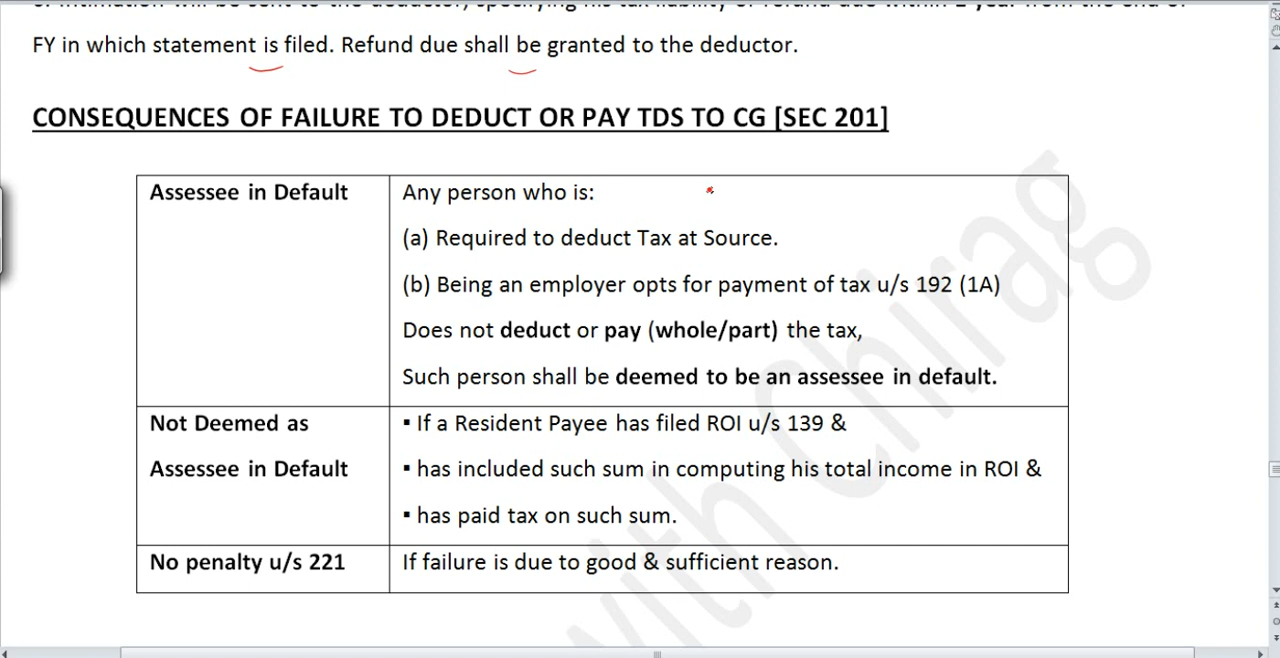 FY in which statement is filed. Refund due shall be granted to the deductor.
CONSEQUENCES OF FAILURE TO DEDUCT OR PAY TDS TO CG [SEC 201]
Assessee in Default
Any person who is:
(a) Required to deduct Tax at Source.
(b) Being an employer opts for payment of tax u/s 192 (1A)
Does not deduct or pay (whole/part) the tax,
Such person shall be deemed to be an assessee in default.
Not Deemed as
Assessee in Default
▪ If a Resident Payee has filed ROI u/s 139 &
▪ has included such sum in computing his total income in ROI &
▪ has paid tax on such sum.
No penalty u/s 221
If failure is due to good & sufficient reason.
with Chirag